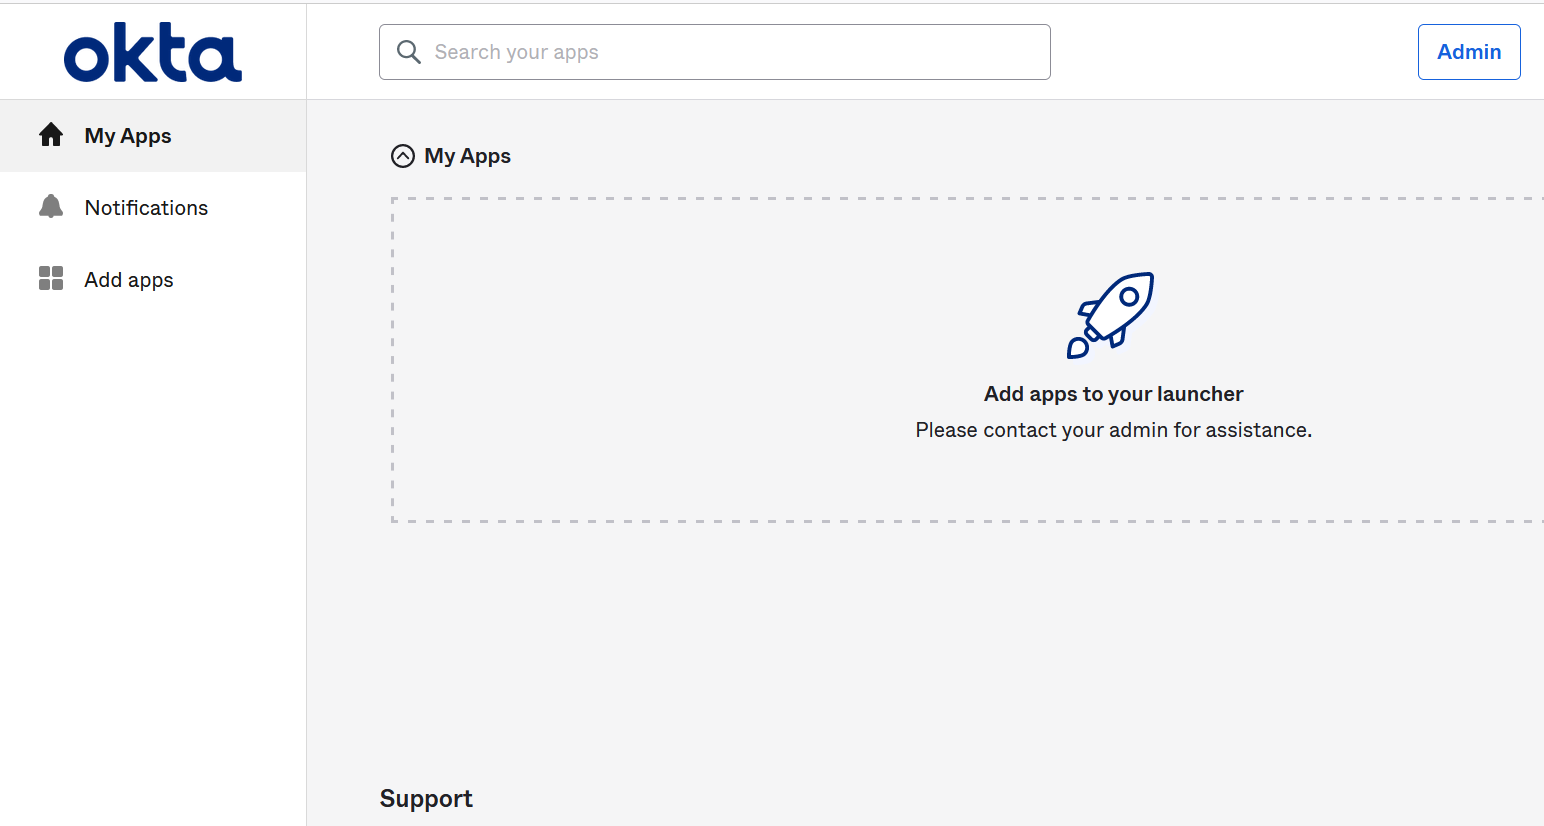 okta
Search your apps
Admin
My Apps
Notifications
Add apps
My Apps
Add apps to your launcher
Please contact your admin for assistance.
Support